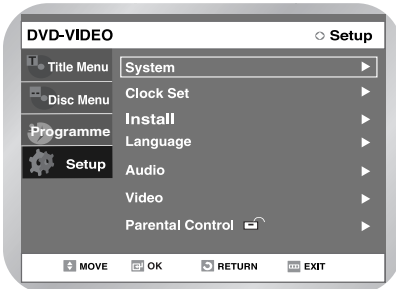 DVD-VIDEO
Setup
Title Menu
Disc Menu
Programme
Setup
System
Clock Set
Install
Language
Audio
Video
Parental Control
MOVE OK RETURN EXIT